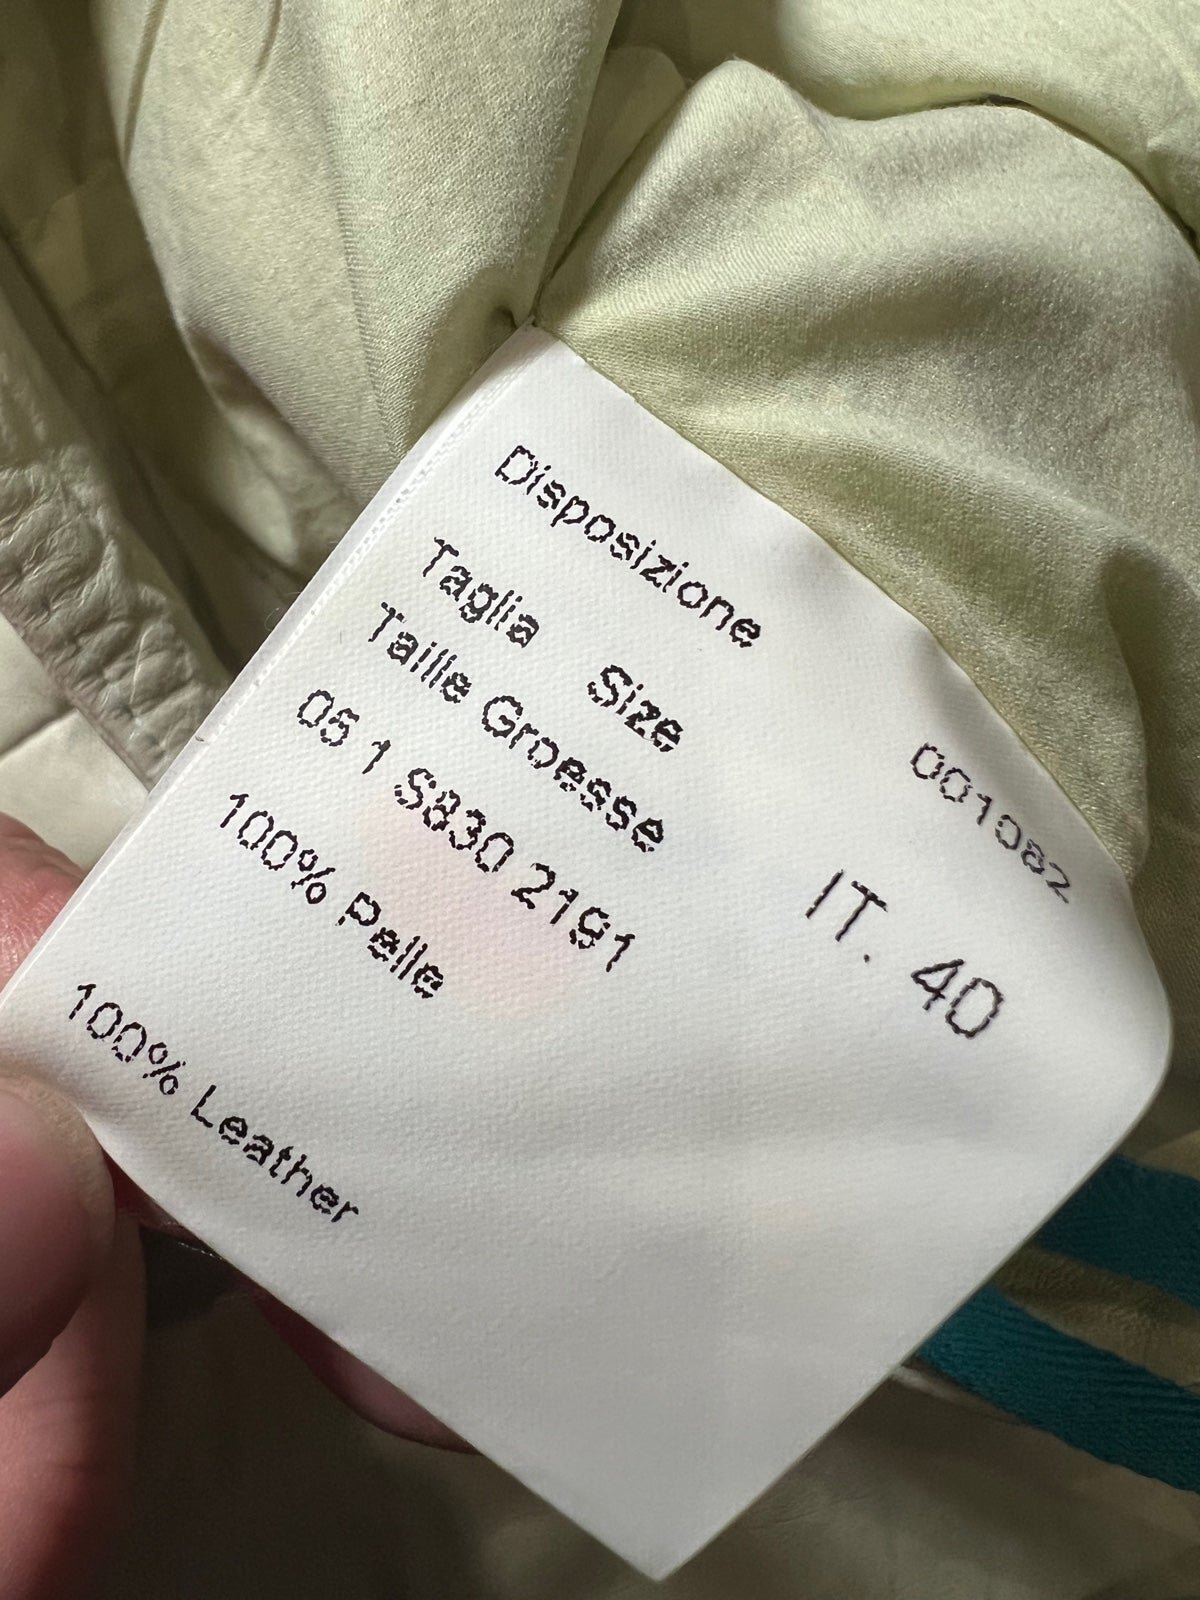 Disposizione
001082
Taglia Size
IT. 40
Taille Groesse
05 1 S830 2191
100% Pelle
100% Leather